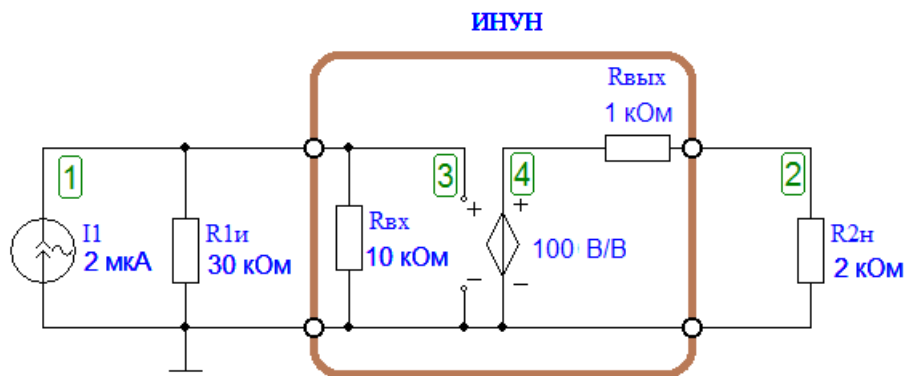 ИНУН
Rвых
1 кОм
1
3
4
2
+
+
I1
2 мкА
R1и
30 кОм
Rвх
10 кОм
100 В/В
R2н
2 кОм
−
−